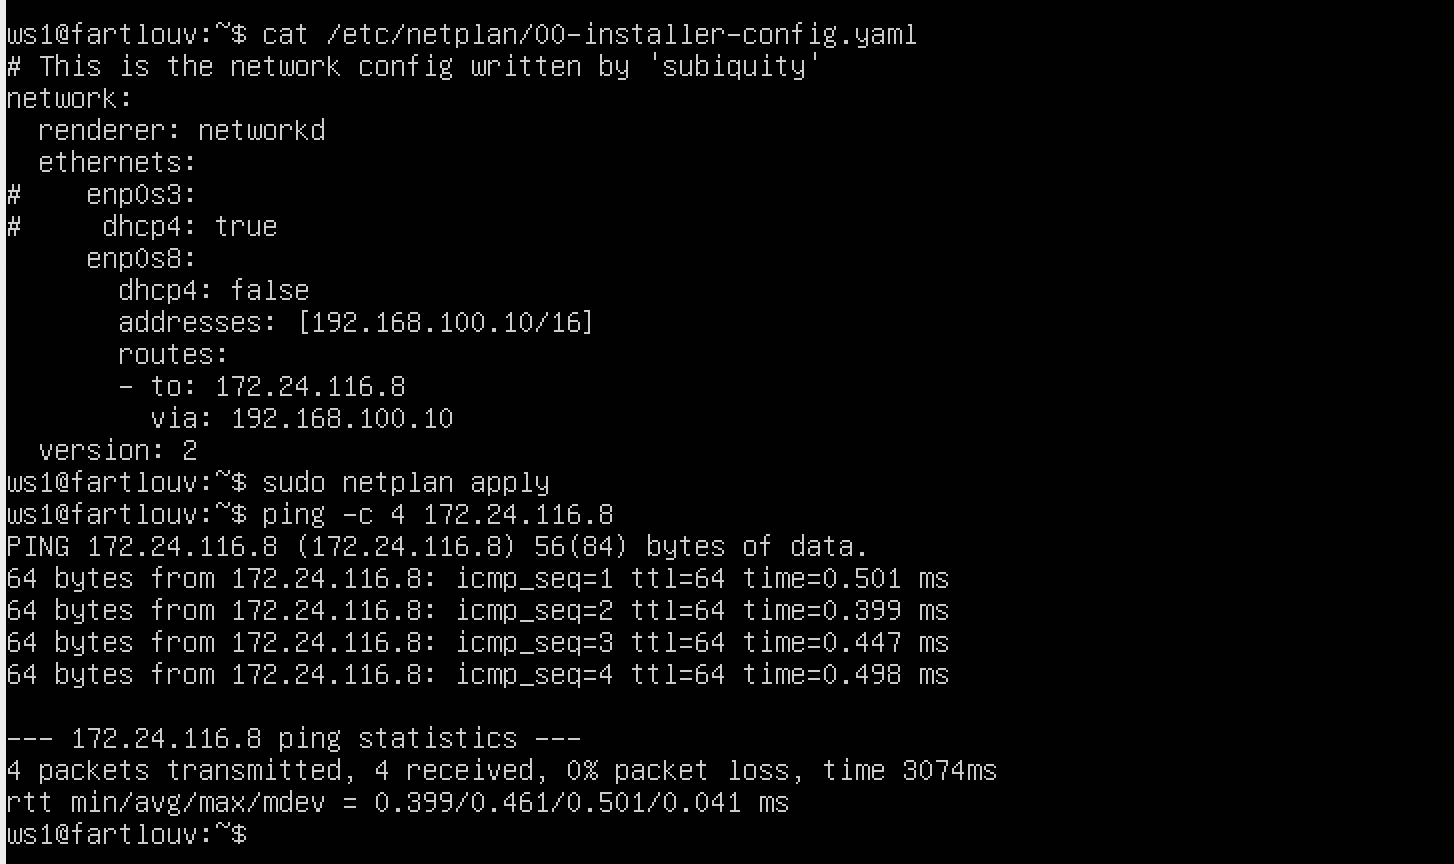 ws1@fartlouv:~$ cat /etc/netplan/00-installer-config.yaml
# This is the network config written by 'subiquity'
network:
  renderer: networkd
  ethernets:
#    enp0s3:
#     dhcp4: true
     enp0s8:
       dhcp4: false
       addresses: [192.168.100.10/16]
       routes:
       - to: 172.24.116.8
         via: 192.168.100.10
  version: 2
ws1@fartlouv:~$ sudo netplan apply
ws1@fartlouv:~$ ping -c 4 172.24.116.8
PING 172.24.116.8 (172.24.116.8) 56(84) bytes of data.
64 bytes from 172.24.116.8: icmp_seq=1 ttl=64 time=0.501 ms
64 bytes from 172.24.116.8: icmp_seq=2 ttl=64 time=0.399 ms
64 bytes from 172.24.116.8: icmp_seq=3 ttl=64 time=0.447 ms
64 bytes from 172.24.116.8: icmp_seq=4 ttl=64 time=0.498 ms

--- 172.24.116.8 ping statistics ---
4 packets transmitted, 4 received, 0% packet loss, time 3074ms
rtt min/avg/max/mdev = 0.399/0.461/0.501/0.041 ms
ws1@fartlouv:~$